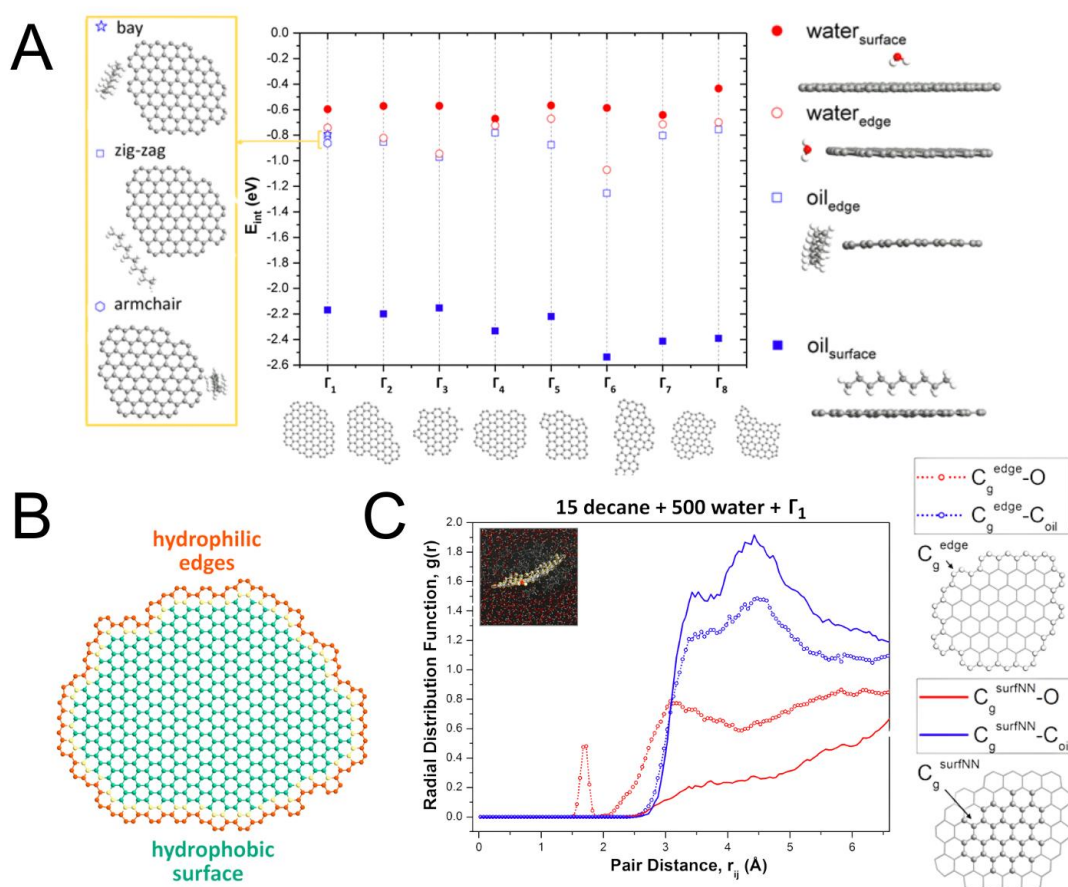 A
bay
zig-zag
armchair
0.0
-0.2
-0.4
-0.6
-0.8
-1.0
-1.2
-1.4
-1.6
-1.8
-2.0
-2.2
-2.4
-2.6
E_int (eV)
Γ₁ Γ₂ Γ₃ Γ₄ Γ₅ Γ₆ Γ₇ Γ₈
water_surface
water_edge
oil_edge
oil_surface
B
hydrophilic
edges
hydrophobic
surface
C
15 decane + 500 water + Γ₁
Radial Distribution Function, g(r)
2.0
1.8
1.6
1.4
1.2
1.0
0.8
0.6
0.4
0.2
0.0
0 1 2 3 4 5 6
Pair Distance, r_ij (Å)
C_g^edge-O
C_g^edge-C_oil
C_g^edge
C_g^surfNN-O
C_g^surfNN-C_oi
C_g^surfNN